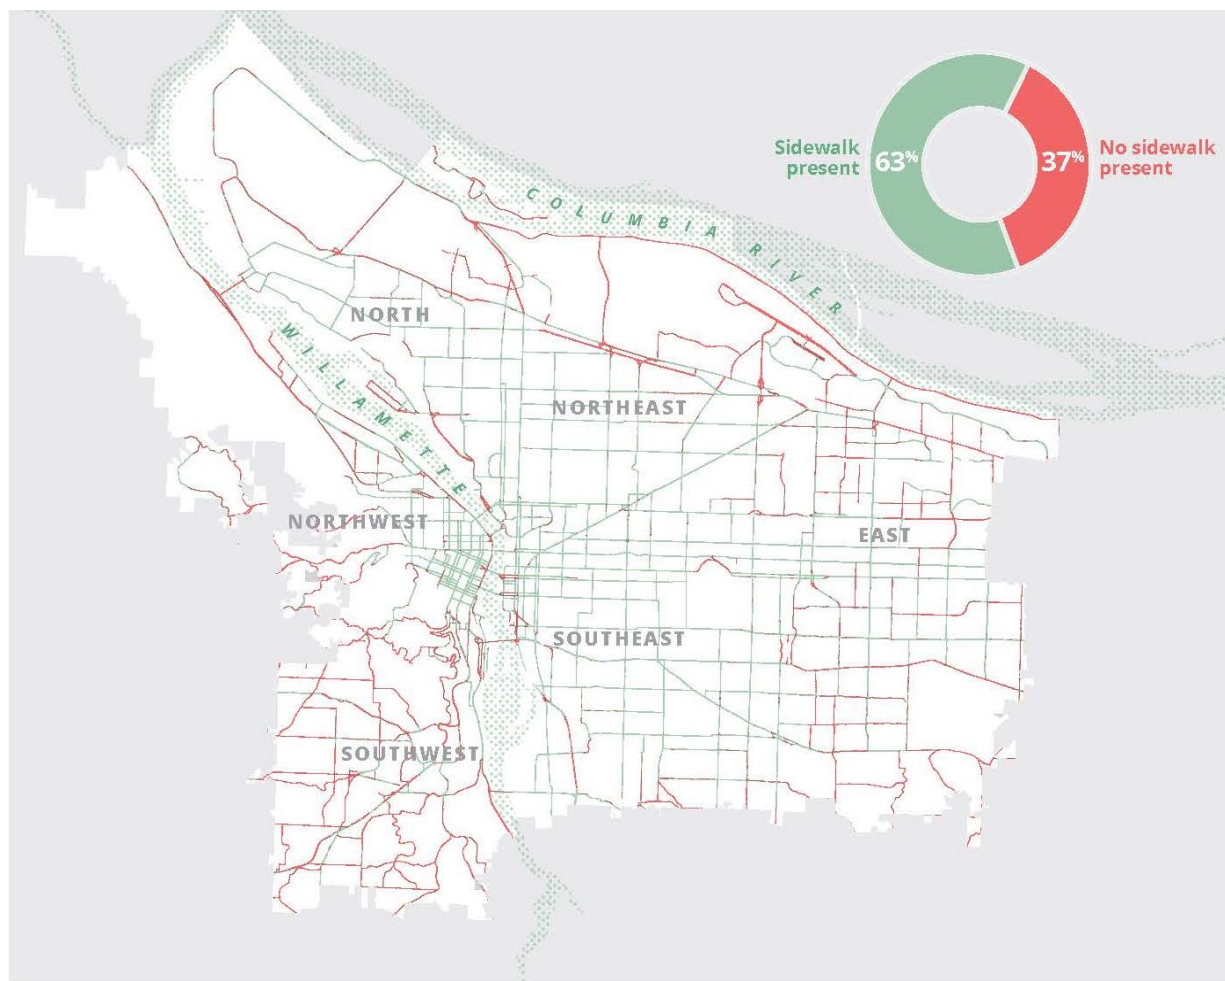 Sidewalk
present
63%
37%
No sidewalk
present
COLUMBIA RIVER
NORTH
WILLAMETTE
NORTHEAST
NORTHWEST
EAST
SOUTHEAST
SOUTHWEST